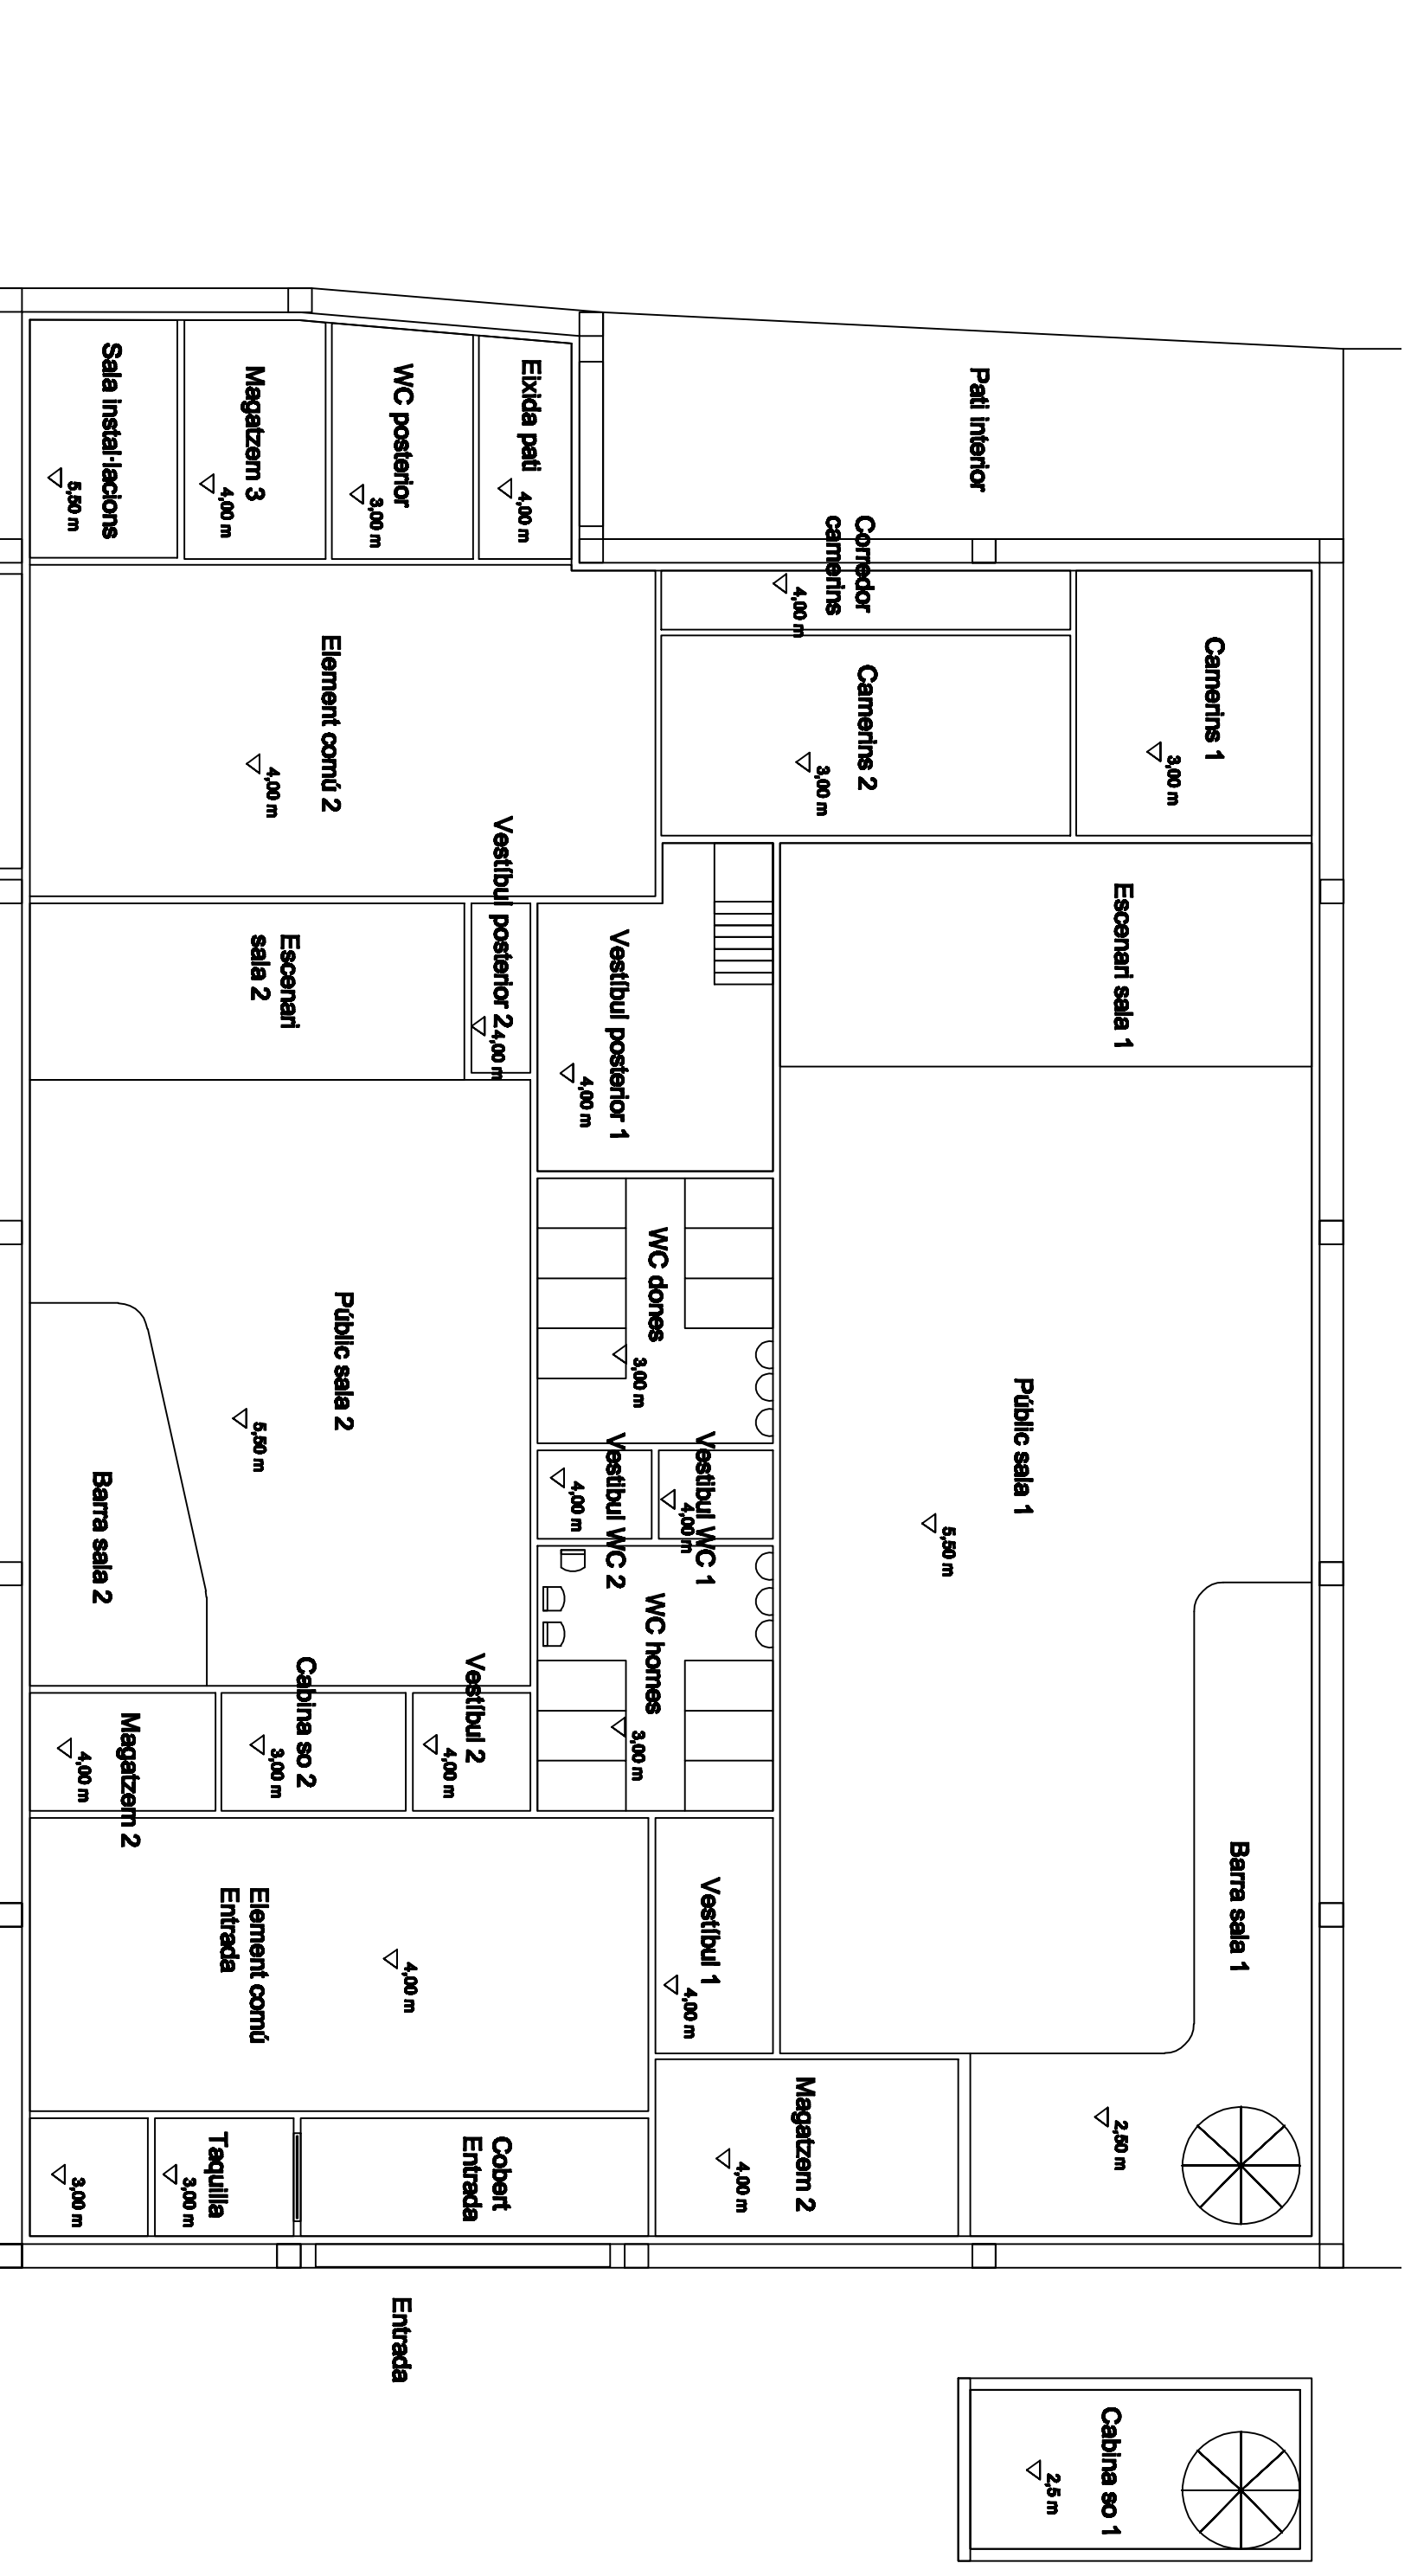 Camerins 1
3,00 m
Escenari sala 1
Barra sala 1
2,50 m
Cabina so 1
2,5 m
Pati interior
Públic sala 1
5,50 m
Corredor
camerins
4,00 m
Camerins 2
3,00 m
Magatzem 2
4,00 m
Vestíbul posterior 1
4,00 m
WC dones
3,00 m
Vestibul WC 1
4,00 m
Vestibul WC 2
4,00 m
WC homes
3,00 m
Vestíbul 1
4,00 m
Eixida pati
4,00 m
Vestíbul posterior 2
4,00 m
Vestíbul 2
4,00 m
Cobert
Entrada
Entrada
WC posterior
3,00 m
Element comú 2
4,00 m
Escenari
sala 2
Públic sala 2
5,50 m
Cabina so 2
3,00 m
Element comú
Entrada
4,00 m
Taquilla
3,00 m
Magatzem 3
4,00 m
Sala instal·lacions
5,50 m
Barra sala 2
Magatzem 2
4,00 m
3,00 m